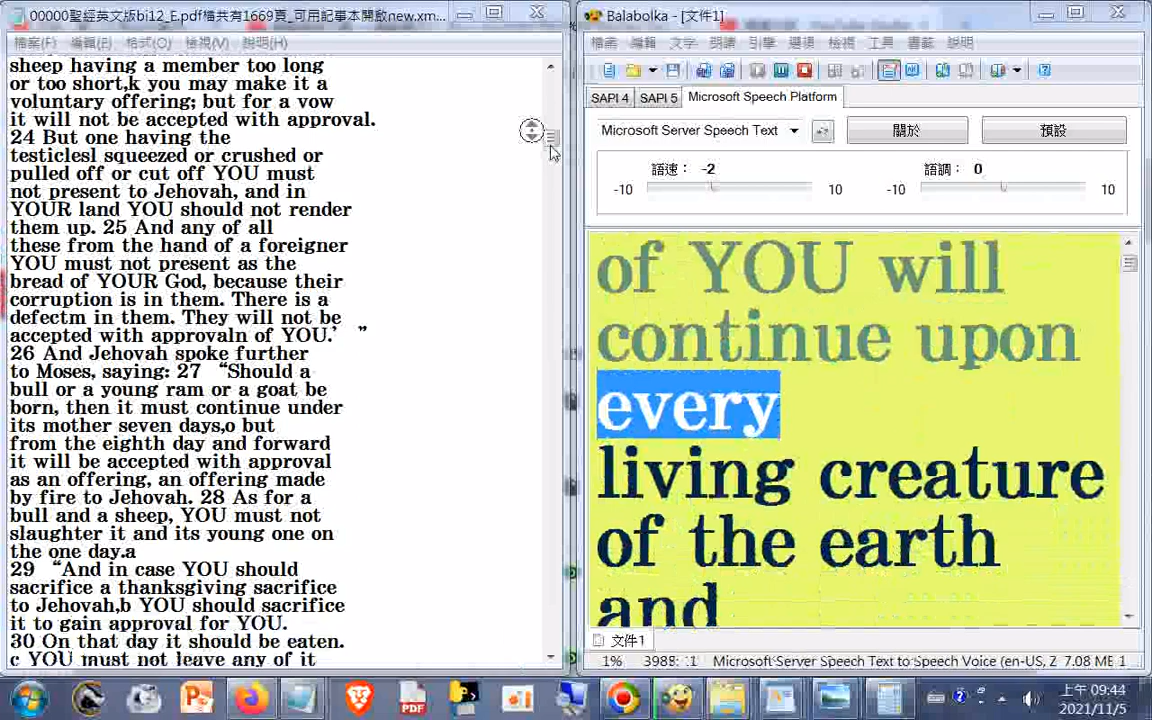 00000聖經英文版bi12_E.pdf檔共有1669頁_可用記事本開啟new.xm...
檔案(F) 編輯(E) 格式(O) 檢視(V) 說明(H)
sheep having a member too long
or too short,k you may make it a
voluntary offering; but for a vow
it will not be accepted with approval.
24 But one having the
testiclesl squeezed or crushed or
pulled off or cut off YOU must
not present to Jehovah, and in
YOUR land YOU should not render
them up. 25 And any of all
these from the hand of a foreigner
YOU must not present as the
bread of YOUR God, because their
corruption is in them. There is a
defectm in them. They will not be
accepted with approvaln of YOU.’ ”
26 And Jehovah spoke further
to Moses, saying: 27 “Should a
bull or a young ram or a goat be
born, then it must continue under
its mother seven days,o but
from the eighth day and forward
it will be accepted with approval
as an offering, an offering made
by fire to Jehovah. 28 As for a
bull and a sheep, YOU must not
slaughter it and its young one on
the one day.a
29 “And in case YOU should
sacrifice a thanksgiving sacrifice
to Jehovah,b YOU should sacrifice
it to gain approval for YOU.
30 On that day it should be eaten.
c YOU must not leave any of it
Balabolka - [文件1]
檔案 編輯 文字 朗讀 引擎 選項 檢視 工具 書籤 說明
SAPI 4 SAPI 5 Microsoft Speech Platform
Microsoft Server Speech Text 關於 預設
語速： -2 語調： 0
-10 10 -10 10
of YOU will
continue upon
every
living creature
of the earth
and
文件1
1% 3988: :1 Microsoft Server Speech Text to Speech Voice (en-US, Z 7.08 ME 1
PDF
上午 09:44
2021/11/5